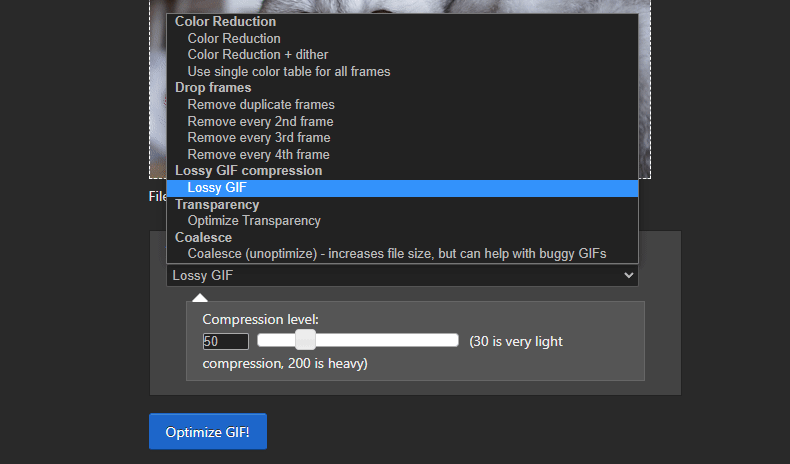 Color Reduction
Color Reduction
Color Reduction + dither
Use single color table for all frames
Drop frames
Remove duplicate frames
Remove every 2nd frame
Remove every 3rd frame
Remove every 4th frame
Lossy GIF compression
Lossy GIF
File
Transparency
Optimize Transparency
Coalesce
Coalesce (unoptimize) - increases file size, but can help with buggy GIFs
Lossy GIF
Compression level:
50 (30 is very light
compression, 200 is heavy)
Optimize GIF!